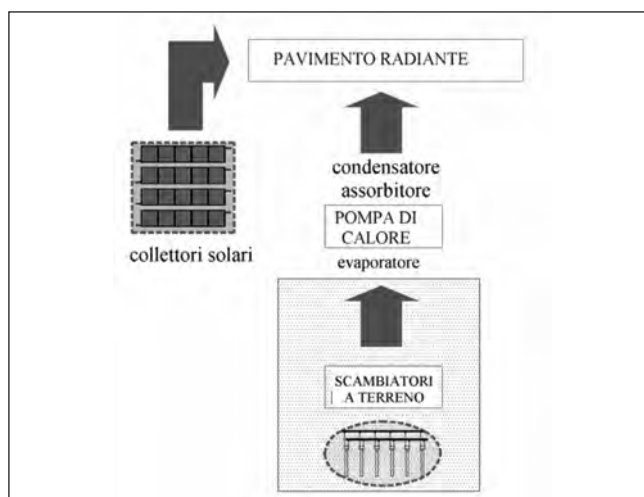 PAVIMENTO RADIANTE
condensatore
assorbitore
POMPA DI
CALORE
collettori solari
evaporatore
SCAMBIATORI
A TERRENO